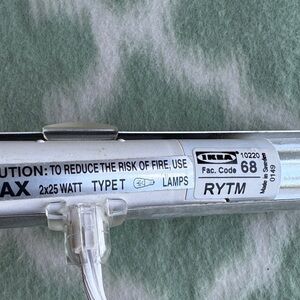 UTION: TO REDUCE THE RISK OF FIRE, USE
AX 2x25 WATT TYPE T LAMPS
IKEA 10220
Fac. Code 68
RYTM
Made in Sweden
0149